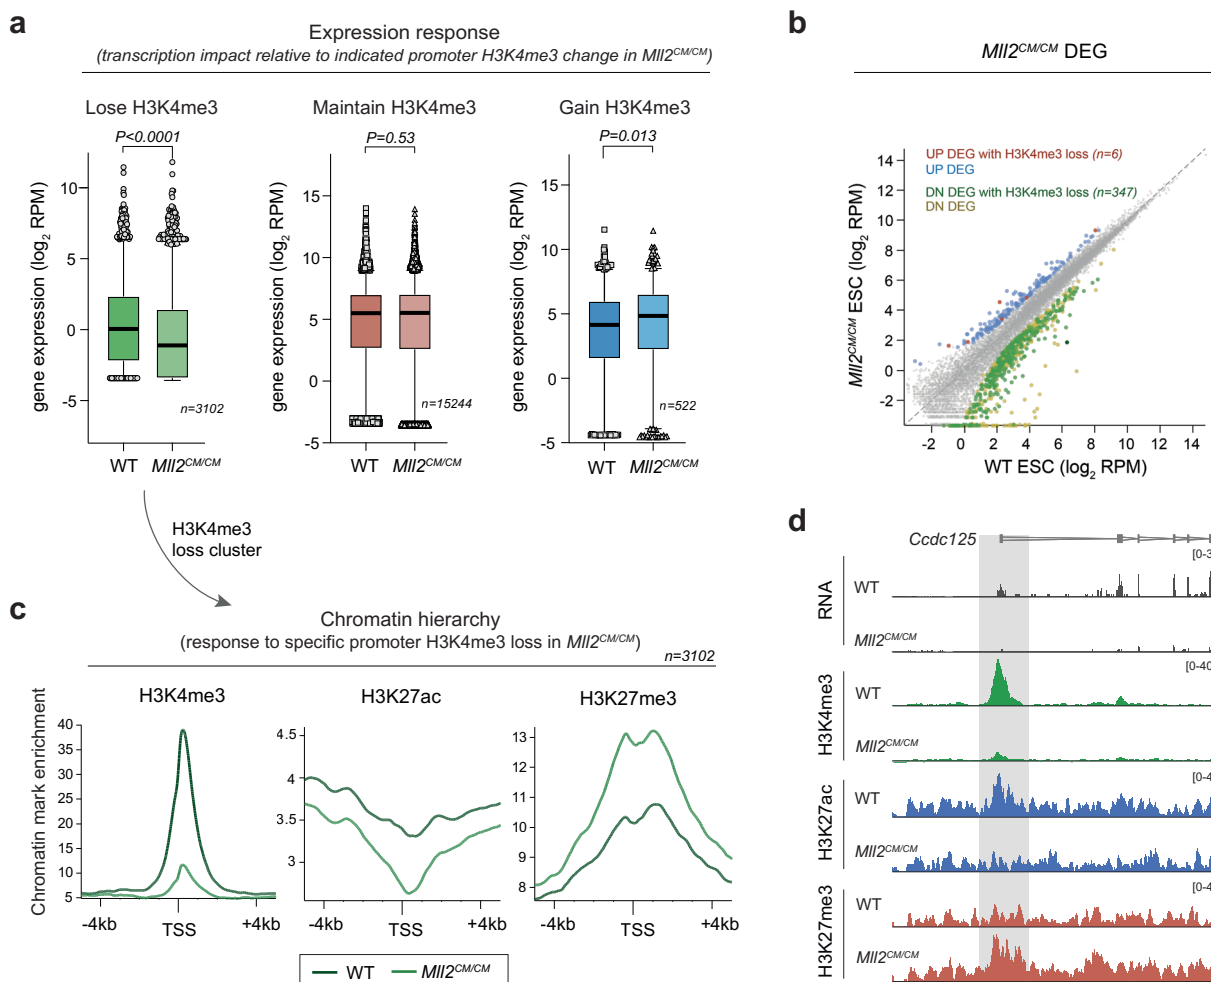 a
Expression response
(transcription impact relative to indicated promoter H3K4me3 change in Mll2CM/CM)
Lose H3K4me3
P<0.0001
gene expression (log2 RPM)
10
5
0
-5
n=3102
WT
Mll2CM/CM
Maintain H3K4me3
P=0.53
gene expression (log2 RPM)
15
10
5
0
-5
n=15244
WT
Mll2CM/CM
Gain H3K4me3
P=0.013
gene expression (log2 RPM)
15
10
5
0
-5
n=522
WT
Mll2CM/CM
b
Mll2CM/CM DEG
UP DEG with H3K4me3 loss (n=6)
UP DEG
DN DEG with H3K4me3 loss (n=347)
DN DEG
Mll2CM/CM ESC (log2 RPM)
14
12
10
8
6
4
2
0
-2
-2 0 2 4 6 8 10 12 14
WT ESC (log2 RPM)
H3K4me3
loss cluster
c
Chromatin hierarchy
(response to specific promoter H3K4me3 loss in Mll2CM/CM)
n=3102
Chromatin mark enrichment
H3K4me3
40
35
30
25
20
15
10
5
-4kb TSS +4kb
H3K27ac
4.5
4
3.5
3
-4kb TSS +4kb
H3K27me3
13
12
11
10
9
8
-4kb TSS +4kb
WT
Mll2CM/CM
d
Ccdc125
[0-3
RNA
WT
Mll2CM/CM
[0-40
H3K4me3
WT
Mll2CM/CM
[0-4
H3K27ac
WT
Mll2CM/CM
[0-4
H3K27me3
WT
Mll2CM/CM